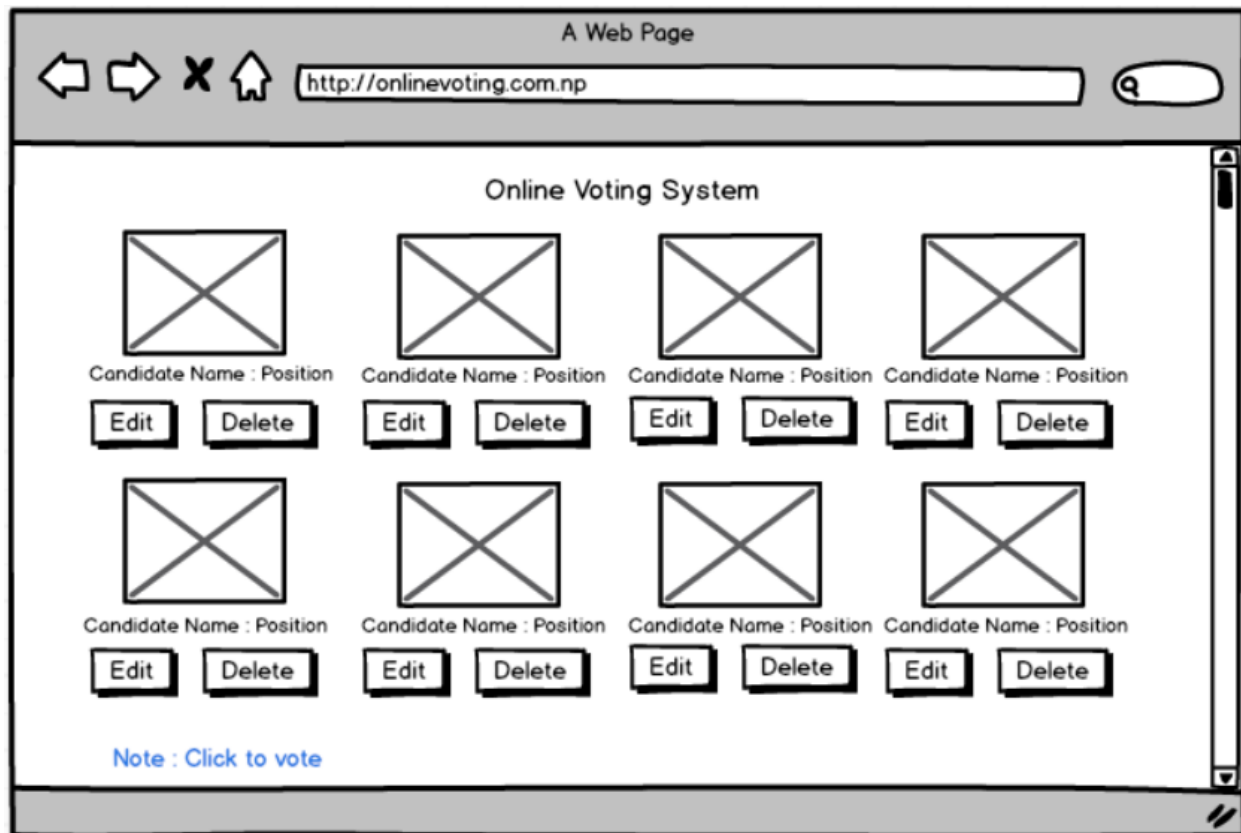 A Web Page
http://onlinevoting.com.np
Online Voting System
Candidate Name : Position Candidate Name : Position Candidate Name : Position Candidate Name : Position
Edit Delete Edit Delete Edit Delete Edit Delete
Candidate Name : Position Candidate Name : Position Candidate Name : Position Candidate Name : Position
Edit Delete Edit Delete Edit Delete Edit Delete
Note : Click to vote